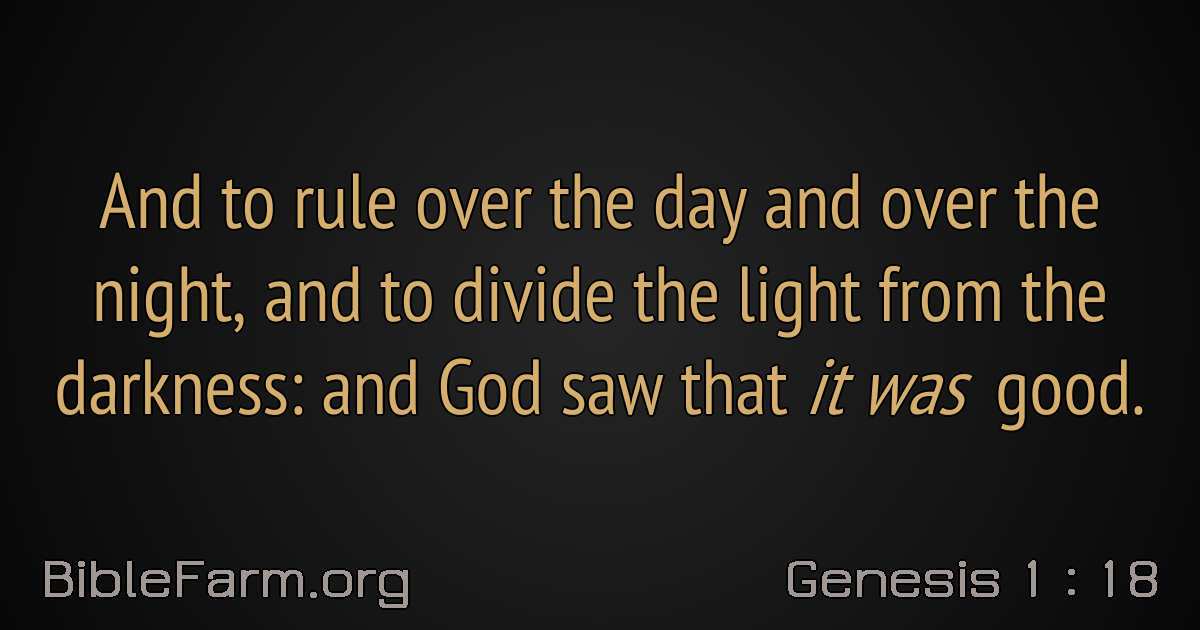 And to rule over the day and over the
night, and to divide the light from the
darkness: and God saw that it was good.
BibleFarm.org
Genesis 1 : 18